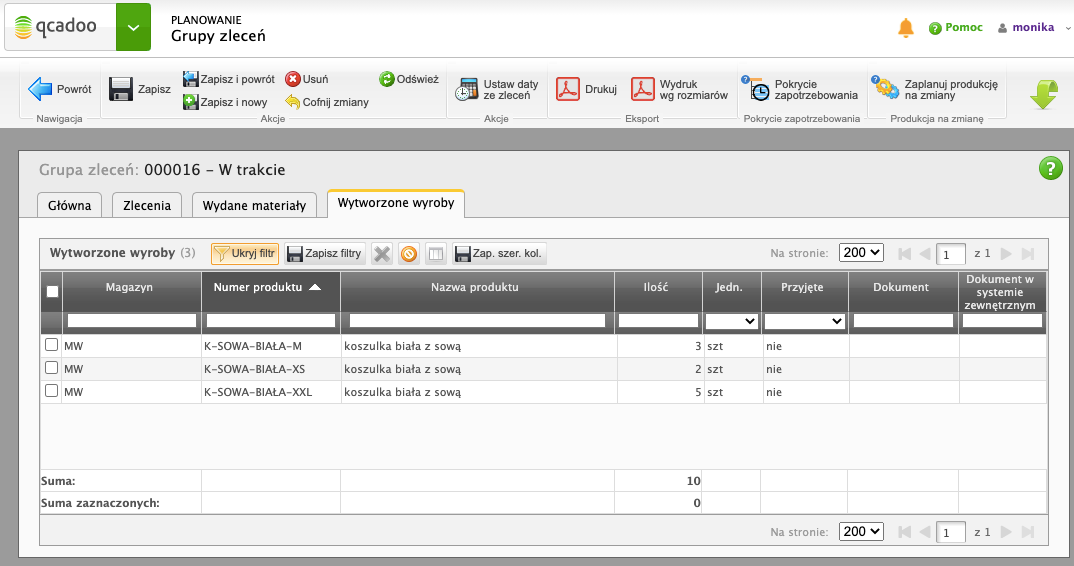 qcadoo
PLANOWANIE
Grupy zleceń
Pomoc
monika
Powrót
Nawigacja
Zapisz
Zapisz i powrót
Zapisz i nowy
Usuń
Cofnij zmiany
Odśwież
Akcje
Ustaw daty
ze zleceń
Akcje
Drukuj
Wydruk
wg rozmiarów
Eksport
Pokrycie
zapotrzebowania
Pokrycie zapotrzebowania
Zaplanuj produkcję
na zmiany
Produkcja na zmianę
Grupa zleceń: 000016 - W trakcie
Główna
Zlecenia
Wydane materiały
Wytworzone wyroby
Wytworzone wyroby (3)
Ukryj filtr
Zapisz filtry
Zap. szer. kol.
Na stronie: 200
1 z 1
Magazyn
Numer produktu
Nazwa produktu
Ilość
Jedn.
Przyjęte
Dokument
Dokument w
systemie
zewnętrznym
MW K-SOWA-BIAŁA-M koszulka biała z sową 3 szt nie
MW K-SOWA-BIAŁA-XS koszulka biała z sową 2 szt nie
MW K-SOWA-BIAŁA-XXL koszulka biała z sową 5 szt nie
Suma: 10
Suma zaznaczonych: 0
Na stronie: 200
1 z 1